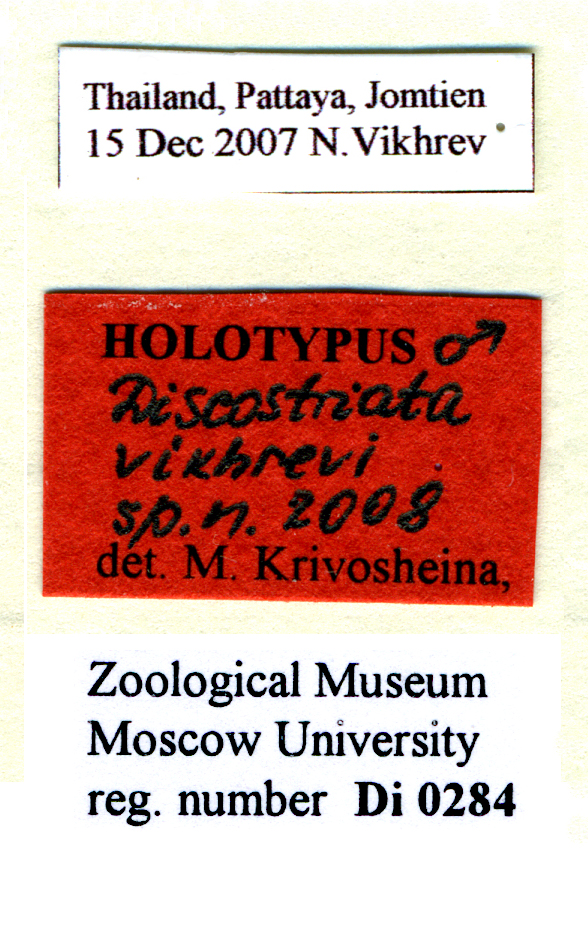 Thailand, Pattaya, Jomtien
15 Dec 2007 N.Vikhrev
HOLOTYPUS ♂
Discostriata
vikhrevi
sp.n. 2008
det. M. Krivosheina,
Zoological Museum
Moscow University
reg. number Di 0284